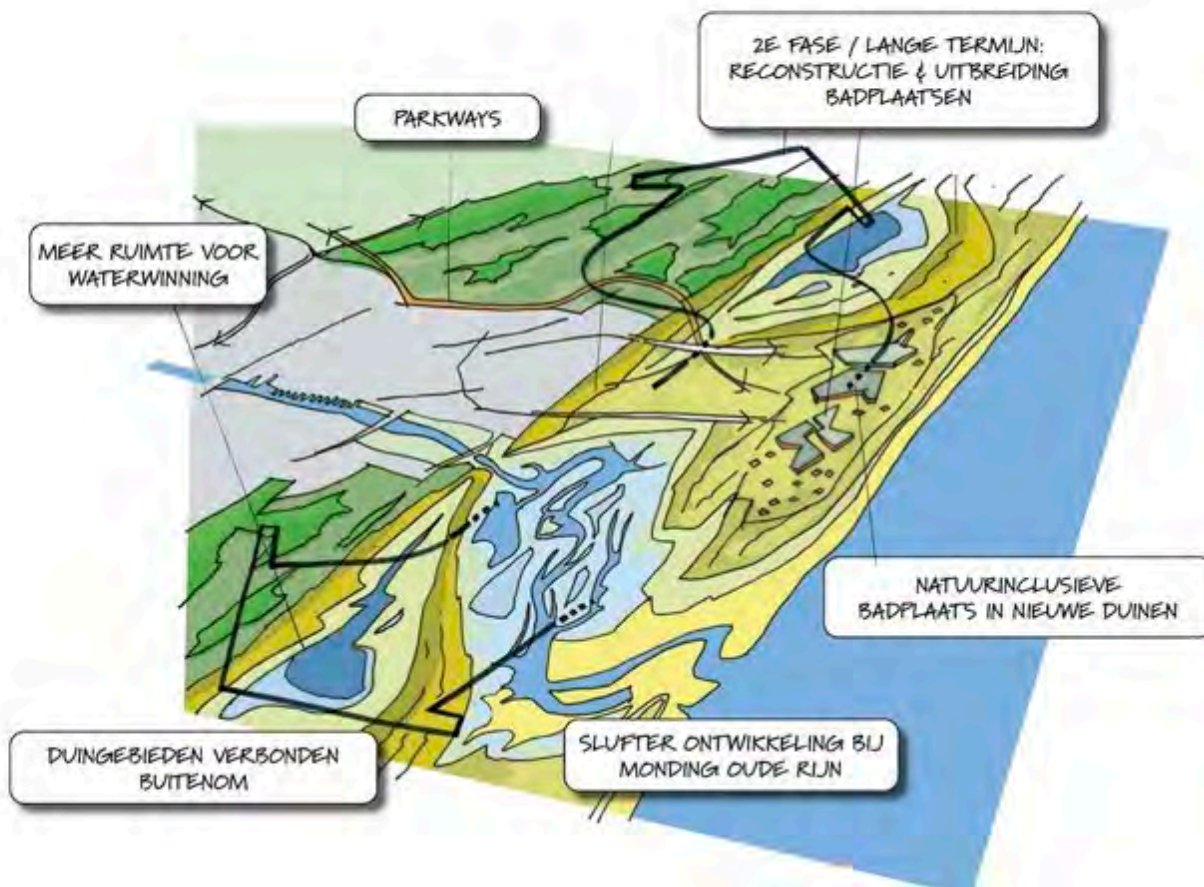 2E FASE / LANGE TERMIJN:
RECONSTRUCTIE & UITBREIDING
BADPLAATSEN
PARKWAYS
MEER RUIMTE VOOR
WATERWINNING
NATUURINCLUSIEVE
BADPLAATS IN NIEUWE DUINEN
DUINGEBIEDEN VERBONDEN
BUITENOM
SLUFTER ONTWIKKELING BIJ
MONDING OUDE RIJN